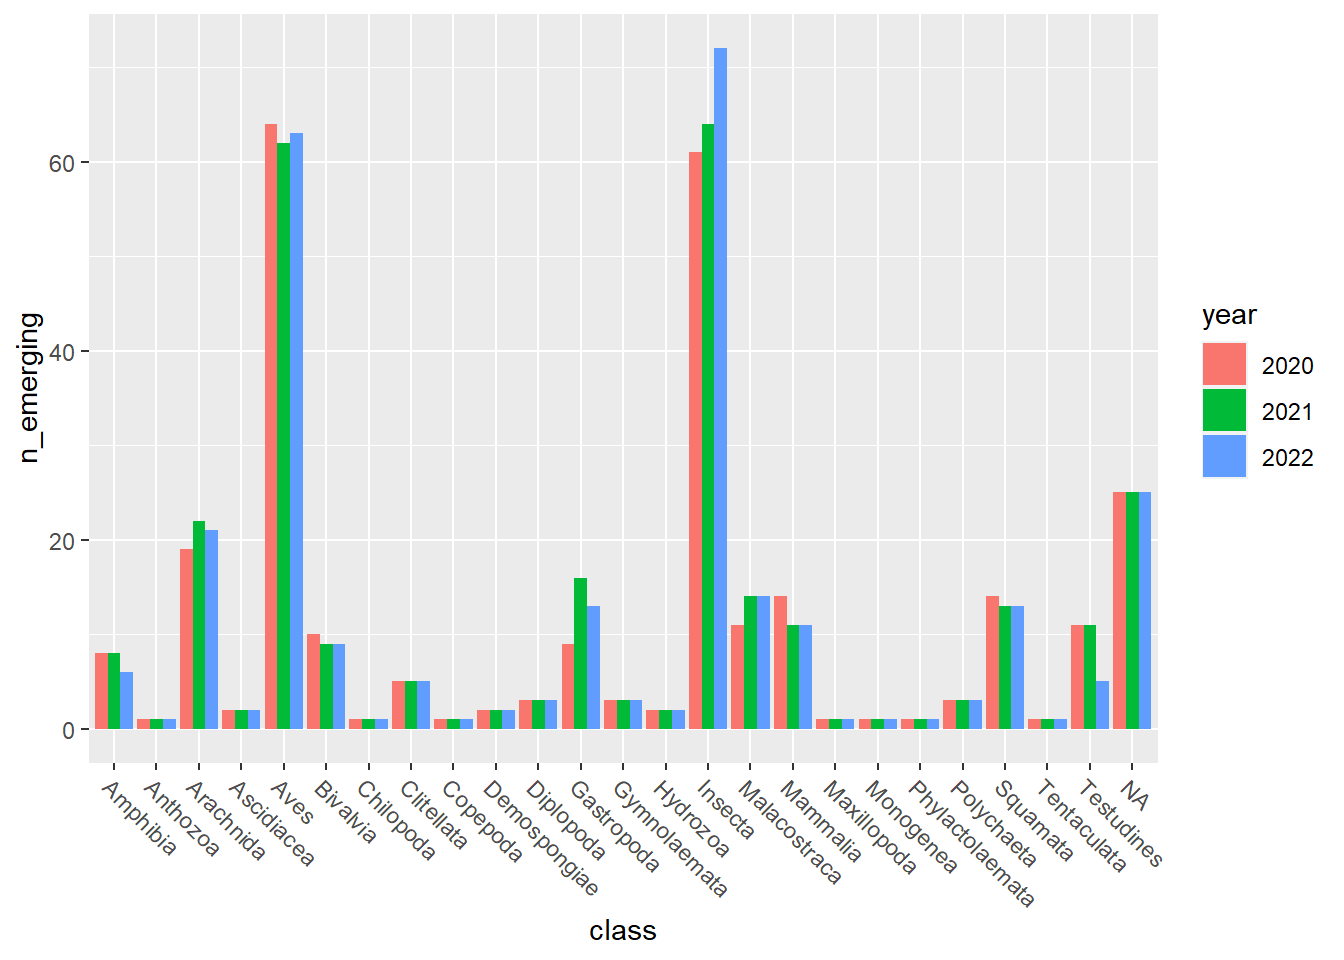 n_emerging
60
40
20
0
Amphibia
Anthozoa
Arachnida
Ascidiacea
Aves
Bivalvia
Chilopoda
Clitellata
Copepoda
Demospongiae
Diplopoda
Gastropoda
Gymnolaemata
Hydrozoa
Insecta
Malacostraca
Mammalia
Maxillopoda
Monogenea
Phylactolaemata
Polychaeta
Squamata
Tentaculata
Testudines
NA
class
year
2020
2021
2022